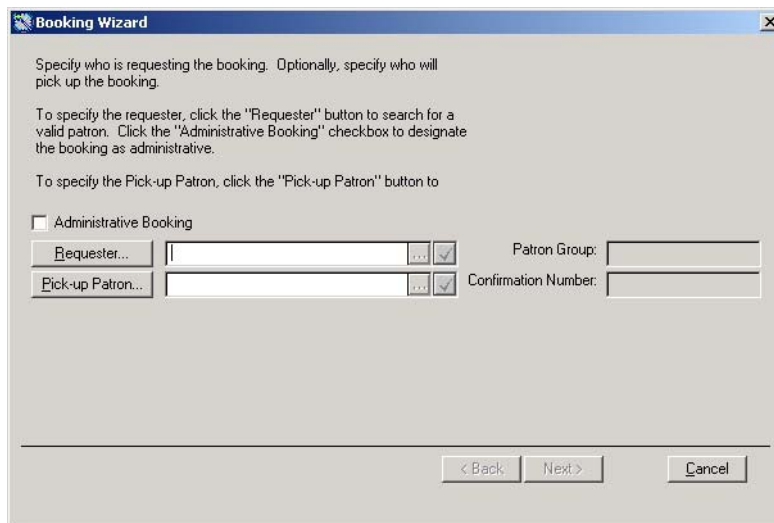 Booking Wizard
Specify who is requesting the booking. Optionally, specify who will
pick up the booking.
To specify the requester, click the "Requester" button to search for a
valid patron. Click the "Administrative Booking" checkbox to designate
the booking as administrative.
To specify the Pick-up Patron, click the "Pick-up Patron" button to
Administrative Booking
Requester... ... Patron Group:
Pick-up Patron... ... Confirmation Number:
< Back Next > Cancel